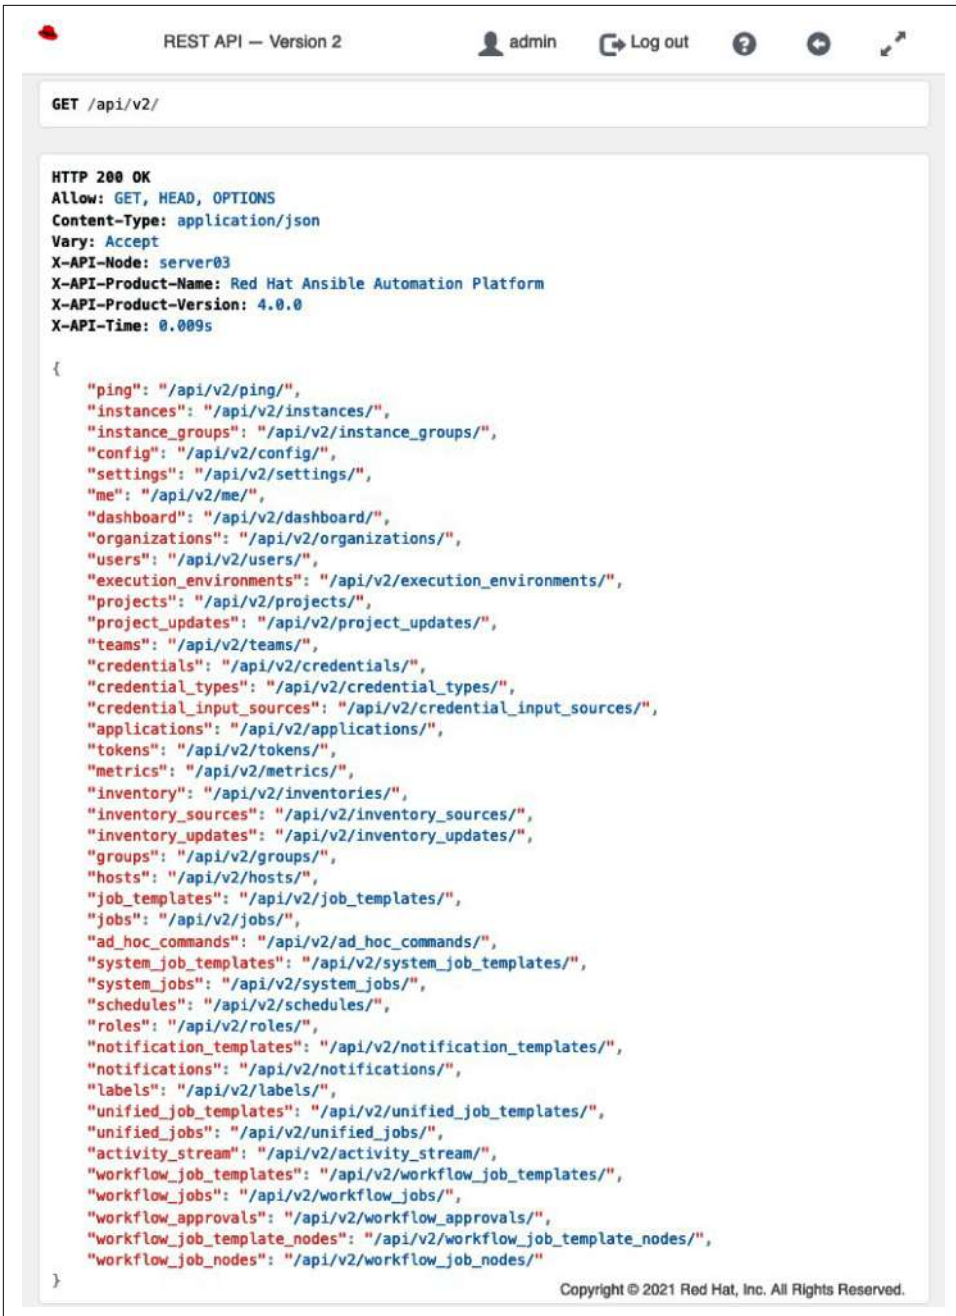 REST API — Version 2
admin
Log out
GET /api/v2/
HTTP 200 OK
Allow: GET, HEAD, OPTIONS
Content-Type: application/json
Vary: Accept
X-API-Node: server03
X-API-Product-Name: Red Hat Ansible Automation Platform
X-API-Product-Version: 4.0.0
X-API-Time: 0.009s
{
    "ping": "/api/v2/ping/",
    "instances": "/api/v2/instances/",
    "instance_groups": "/api/v2/instance_groups/",
    "config": "/api/v2/config/",
    "settings": "/api/v2/settings/",
    "me": "/api/v2/me/",
    "dashboard": "/api/v2/dashboard/",
    "organizations": "/api/v2/organizations/",
    "users": "/api/v2/users/",
    "execution_environments": "/api/v2/execution_environments/",
    "projects": "/api/v2/projects/",
    "project_updates": "/api/v2/project_updates/",
    "teams": "/api/v2/teams/",
    "credentials": "/api/v2/credentials/",
    "credential_types": "/api/v2/credential_types/",
    "credential_input_sources": "/api/v2/credential_input_sources/",
    "applications": "/api/v2/applications/",
    "tokens": "/api/v2/tokens/",
    "metrics": "/api/v2/metrics/",
    "inventory": "/api/v2/inventories/",
    "inventory_sources": "/api/v2/inventory_sources/",
    "inventory_updates": "/api/v2/inventory_updates/",
    "groups": "/api/v2/groups/",
    "hosts": "/api/v2/hosts/",
    "job_templates": "/api/v2/job_templates/",
    "jobs": "/api/v2/jobs/",
    "ad_hoc_commands": "/api/v2/ad_hoc_commands/",
    "system_job_templates": "/api/v2/system_job_templates/",
    "system_jobs": "/api/v2/system_jobs/",
    "schedules": "/api/v2/schedules/",
    "roles": "/api/v2/roles/",
    "notification_templates": "/api/v2/notification_templates/",
    "notifications": "/api/v2/notifications/",
    "labels": "/api/v2/labels/",
    "unified_job_templates": "/api/v2/unified_job_templates/",
    "unified_jobs": "/api/v2/unified_jobs/",
    "activity_stream": "/api/v2/activity_stream/",
    "workflow_job_templates": "/api/v2/workflow_job_templates/",
    "workflow_jobs": "/api/v2/workflow_jobs/",
    "workflow_approvals": "/api/v2/workflow_approvals/",
    "workflow_job_template_nodes": "/api/v2/workflow_job_template_nodes/",
    "workflow_job_nodes": "/api/v2/workflow_job_nodes/"
}
Copyright © 2021 Red Hat, Inc. All Rights Reserved.